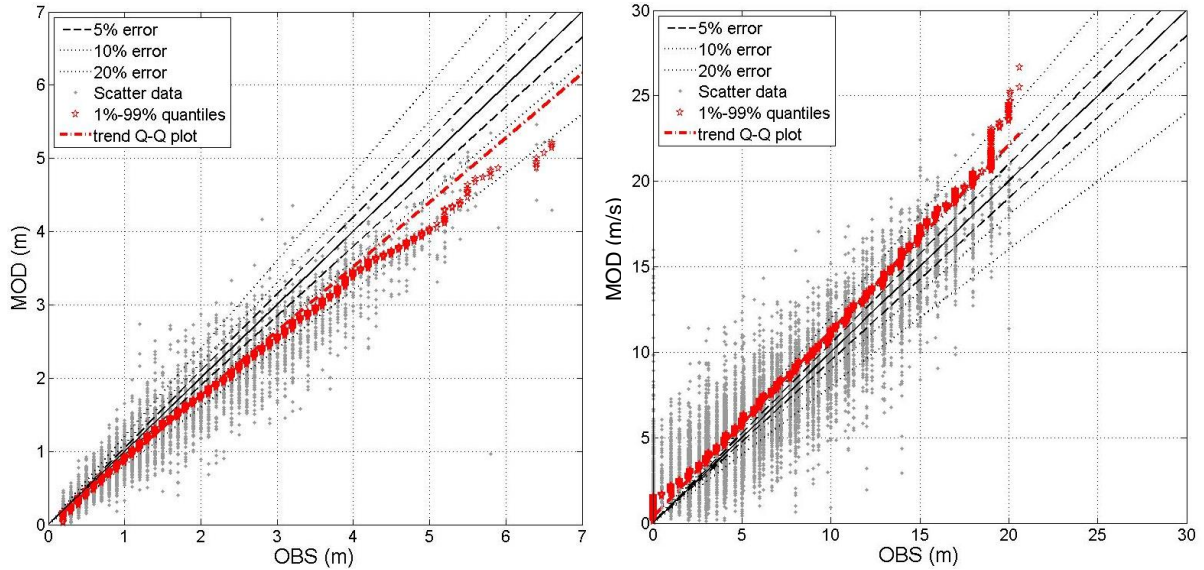 7
6
5
4
3
2
1
0
MOD (m)
5% error
10% error
20% error
Scatter data
1%-99% quantiles
trend Q-Q plot
0 1 2 3 4 5 6 7
OBS (m)
30
25
20
15
10
5
0
MOD (m/s)
5% error
10% error
20% error
Scatter data
1%-99% quantiles
trend Q-Q plot
0 5 10 15 20 25 30
OBS (m)